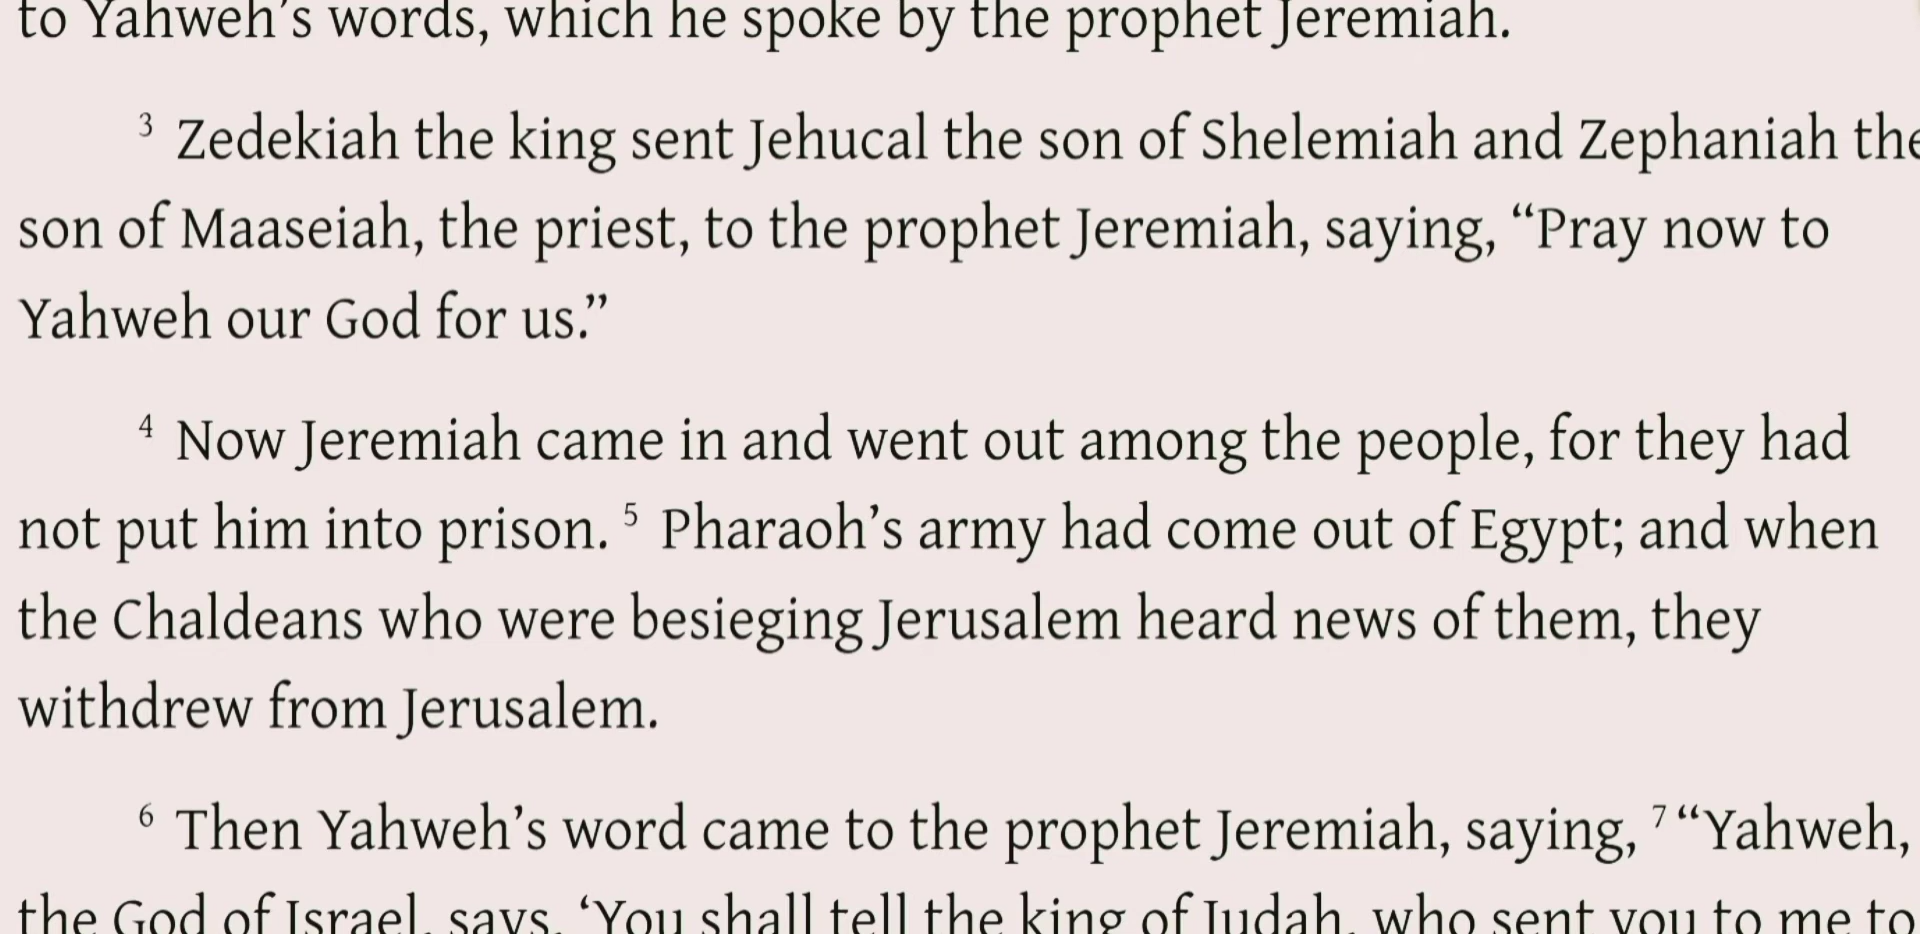 to Yahweh’s words, which he spoke by the prophet Jeremiah.
3 Zedekiah the king sent Jehucal the son of Shelemiah and Zephaniah the
son of Maaseiah, the priest, to the prophet Jeremiah, saying, “Pray now to
Yahweh our God for us.”
4 Now Jeremiah came in and went out among the people, for they had
not put him into prison. 5 Pharaoh’s army had come out of Egypt; and when
the Chaldeans who were besieging Jerusalem heard news of them, they
withdrew from Jerusalem.
6 Then Yahweh’s word came to the prophet Jeremiah, saying, 7 “Yahweh,
the God of Israel, says, ‘You shall tell the king of Judah, who sent you to me to